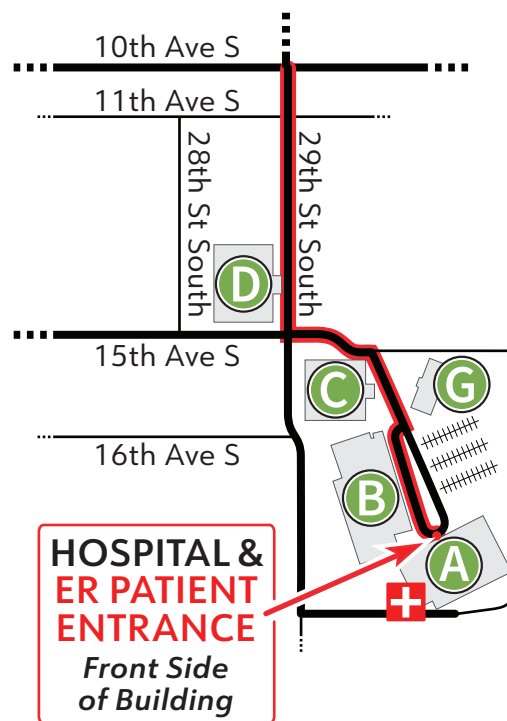 10th Ave S
11th Ave S
28th St South
29th St South
D
15th Ave S
C
G
16th Ave S
B
A
HOSPITAL &
ER PATIENT
ENTRANCE
Front Side
of Building